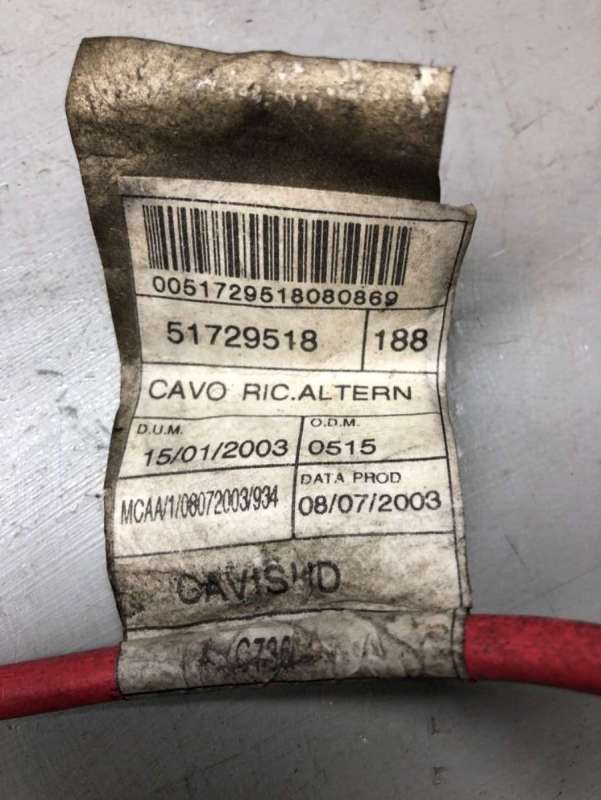 0051729518080869
51729518 188
CAVO RIC.ALTERN
D.U.M. O.D.M.
15/01/2003 0515
DATA PROD
MCAA/1/08072003/934 08/07/2003
CAVISUD